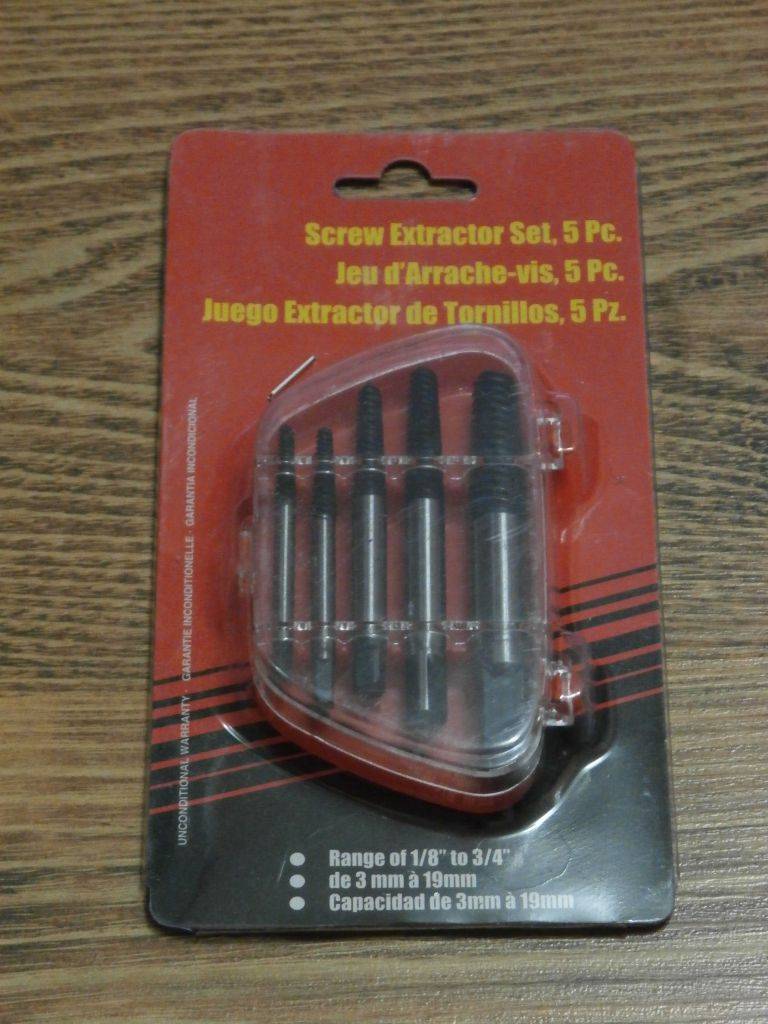 Screw Extractor Set, 5 Pc.
Jeu d'Arrache-vis, 5 Pc.
Juego Extractor de Tornillos, 5 Pz.
UNCONDITIONAL WARRANTY · GARANTIE INCONDITIONELLE · GARANTIA INCONDICIONAL
Range of 1/8" to 3/4"
de 3 mm à 19mm
Capacidad de 3mm à 19mm